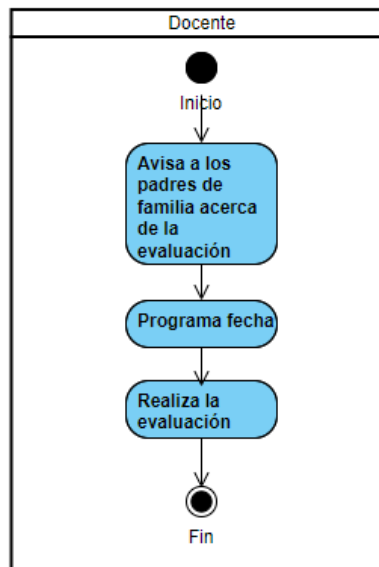 Docente
Inicio
Avisa a los
padres de
familia acerca
de la
evaluación
Programa fecha
Realiza la
evaluación
Fin